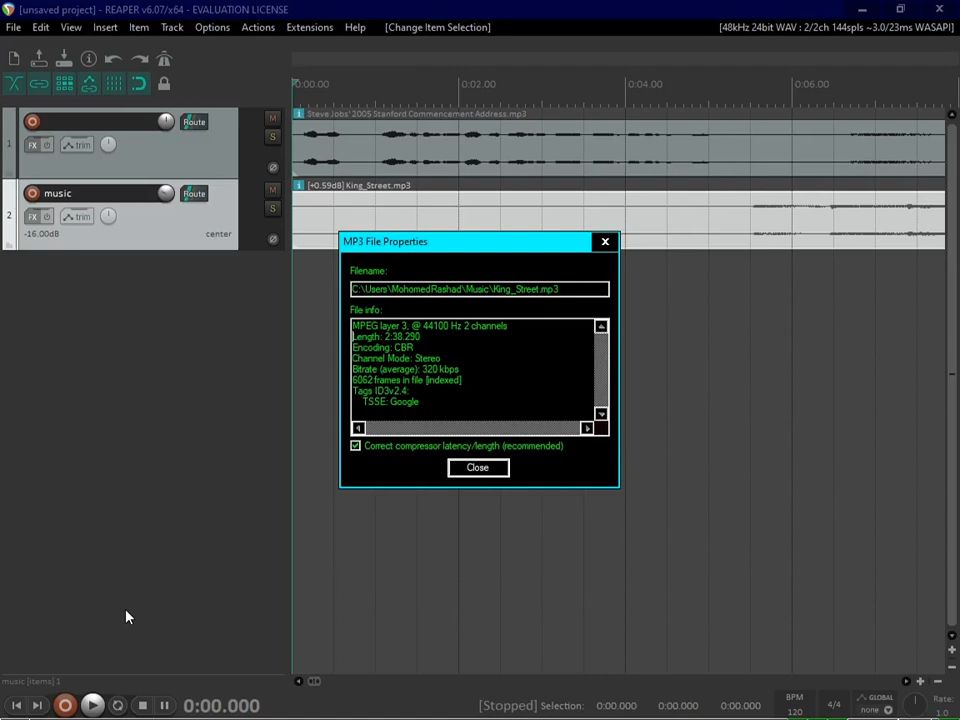 [unsaved project] - REAPER v6.07/x64 - EVALUATION LICENSE
File Edit View Insert Item Track Options Actions Extensions Help [Change Item Selection] [48kHz 24bit WAV : 2/2ch 144spls ~3.0/23ms WASAPI]
0:00.00 0:02.00 0:04.00 0:06.00
Steve Jobs' 2005 Stanford Commencement Address.mp3
1 Route M
FX trim S
[+0.59dB] King_Street.mp3
2 music Route M
FX trim S
-16.00dB center
MP3 File Properties
Filename:
C:\Users\MohomedRashad\Music\King_Street.mp3
File info:
MPEG layer 3, @ 44100 Hz 2 channels
Length: 2:38.290
Encoding: CBR
Channel Mode: Stereo
Bitrate (average): 320 kbps
6062 frames in file [indexed]
Tags ID3v2.4:
TSSE: Google
Correct compressor latency/length (recommended)
Close
music [items] 1
0:00.000 [Stopped] Selection: 0:00.000 0:00.000 0:00.000
BPM
120
4/4
GLOBAL
none
Rate:
1.0